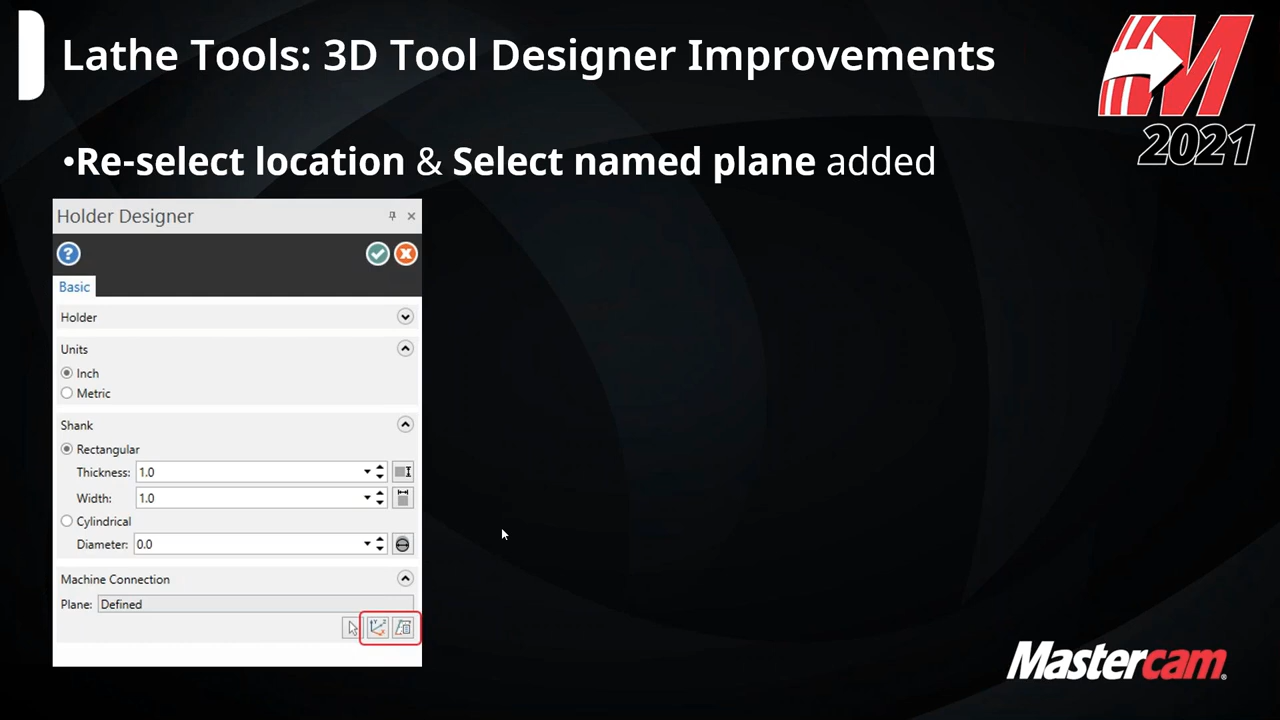 Lathe Tools: 3D Tool Designer Improvements
2021
•Re-select location & Select named plane added
Holder Designer
Basic
Holder
Units
Inch
Metric
Shank
Rectangular
Thickness: 1.0
Width: 1.0
Cylindrical
Diameter: 0.0
Machine Connection
Plane: Defined
Mastercam®